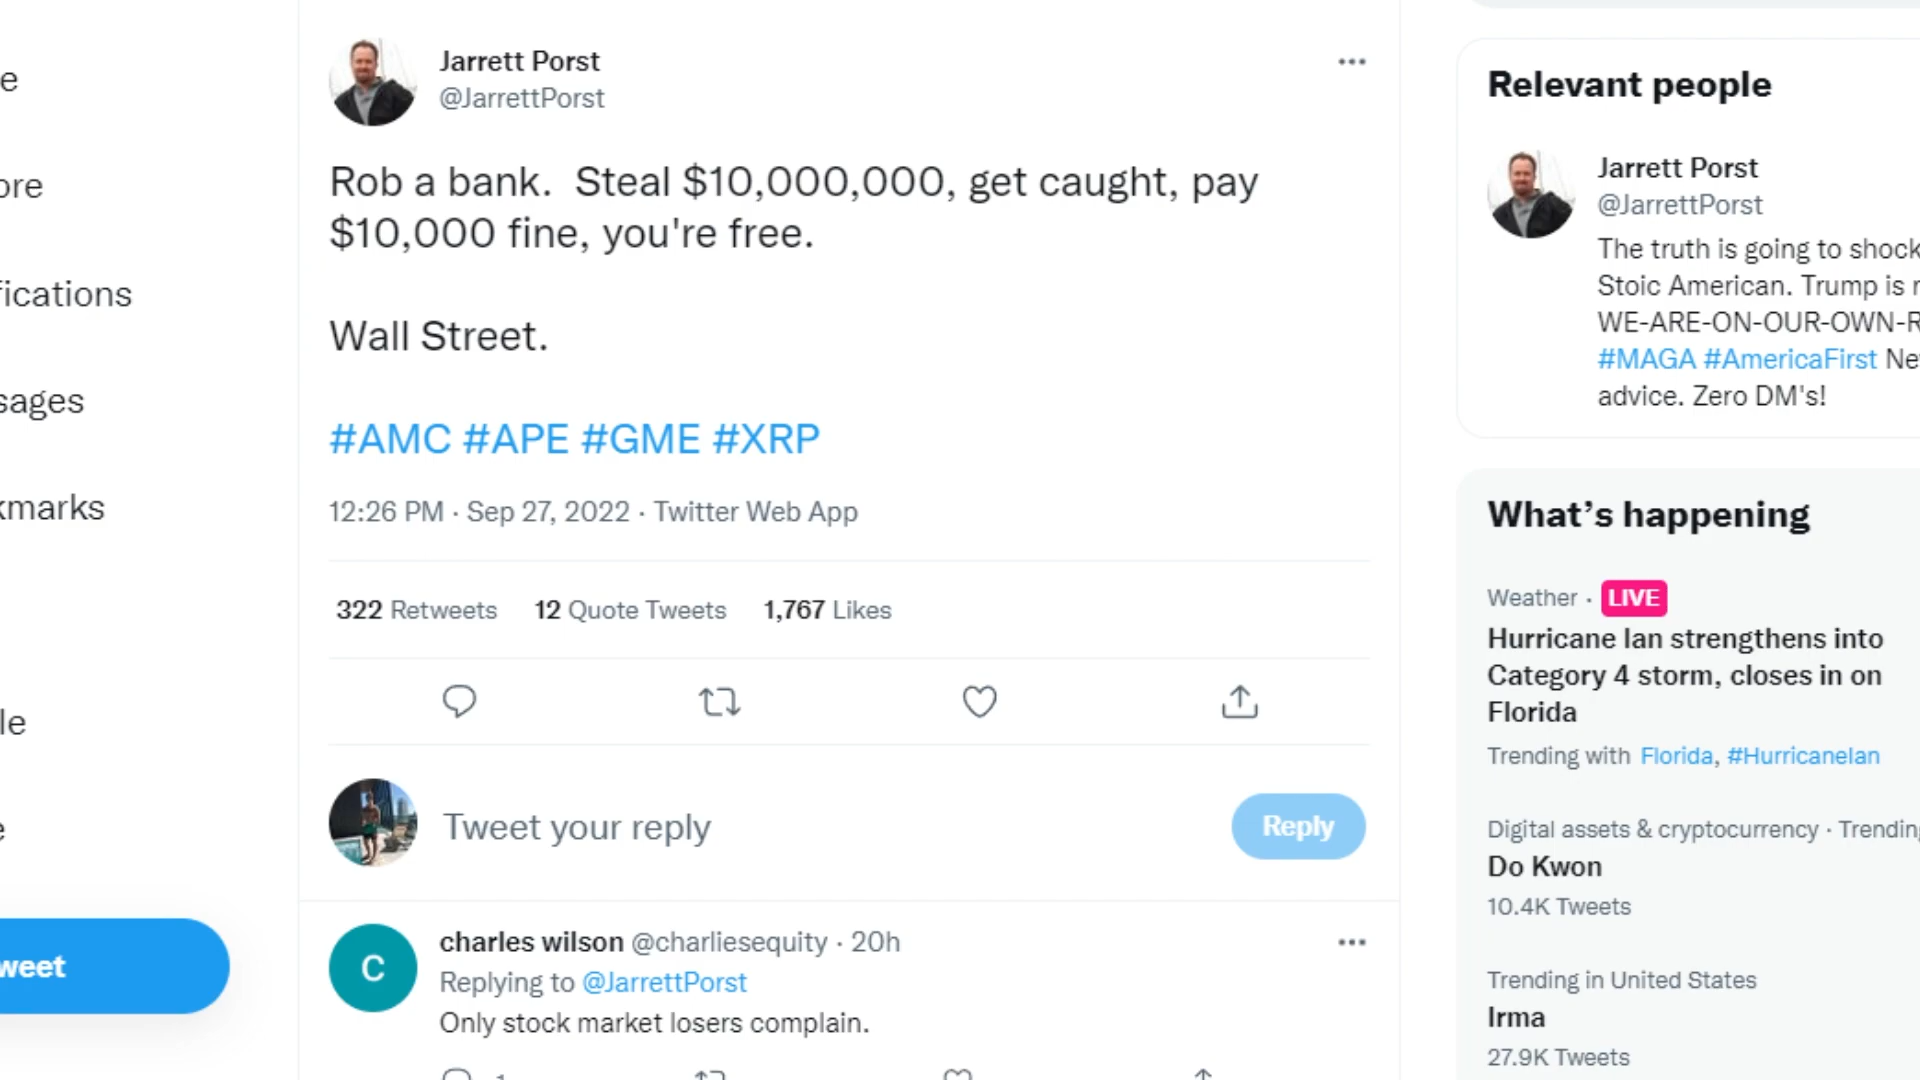 e
ore
fications
sages
kmarks
le
e
weet
Jarrett Porst
@JarrettPorst
Rob a bank.  Steal $10,000,000, get caught, pay
$10,000 fine, you're free.
Wall Street.
#AMC #APE #GME #XRP
12:26 PM · Sep 27, 2022 · Twitter Web App
322 Retweets 12 Quote Tweets 1,767 Likes
Tweet your reply
Reply
C
charles wilson @charliesequity · 20h
Replying to @JarrettPorst
Only stock market losers complain.
1
Relevant people
Jarrett Porst
@JarrettPorst
The truth is going to shock
Stoic American. Trump is
WE-ARE-ON-OUR-OWN-R
#MAGA #AmericaFirst Ne
advice. Zero DM's!
What's happening
Weather · LIVE
Hurricane Ian strengthens into
Category 4 storm, closes in on
Florida
Trending with Florida, #HurricaneIan
Digital assets & cryptocurrency · Trending
Do Kwon
10.4K Tweets
Trending in United States
Irma
27.9K Tweets